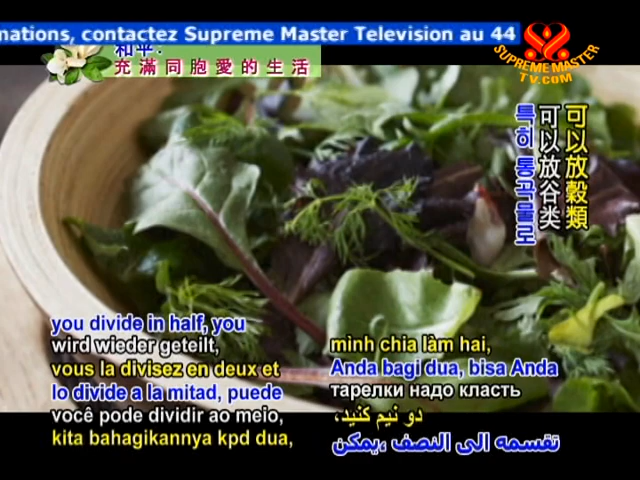 mations, contactez Supreme Master Television au 44
SUPREME MASTER
TV.COM
和平：
充滿同胞愛的生活
可以放穀類
可以放谷类
특히 통곡물로
you divide in half, you
wird wieder geteilt,
vous la divisez en deux et
lo divide a la mitad, puede
você pode dividir ao meio,
kita bahagikannya kpd dua,
mình chia làm hai,
Anda bagi dua, bisa Anda
тарелки надо класть
دو نیم کنید،
تقسمه الى النصف ،يمكن